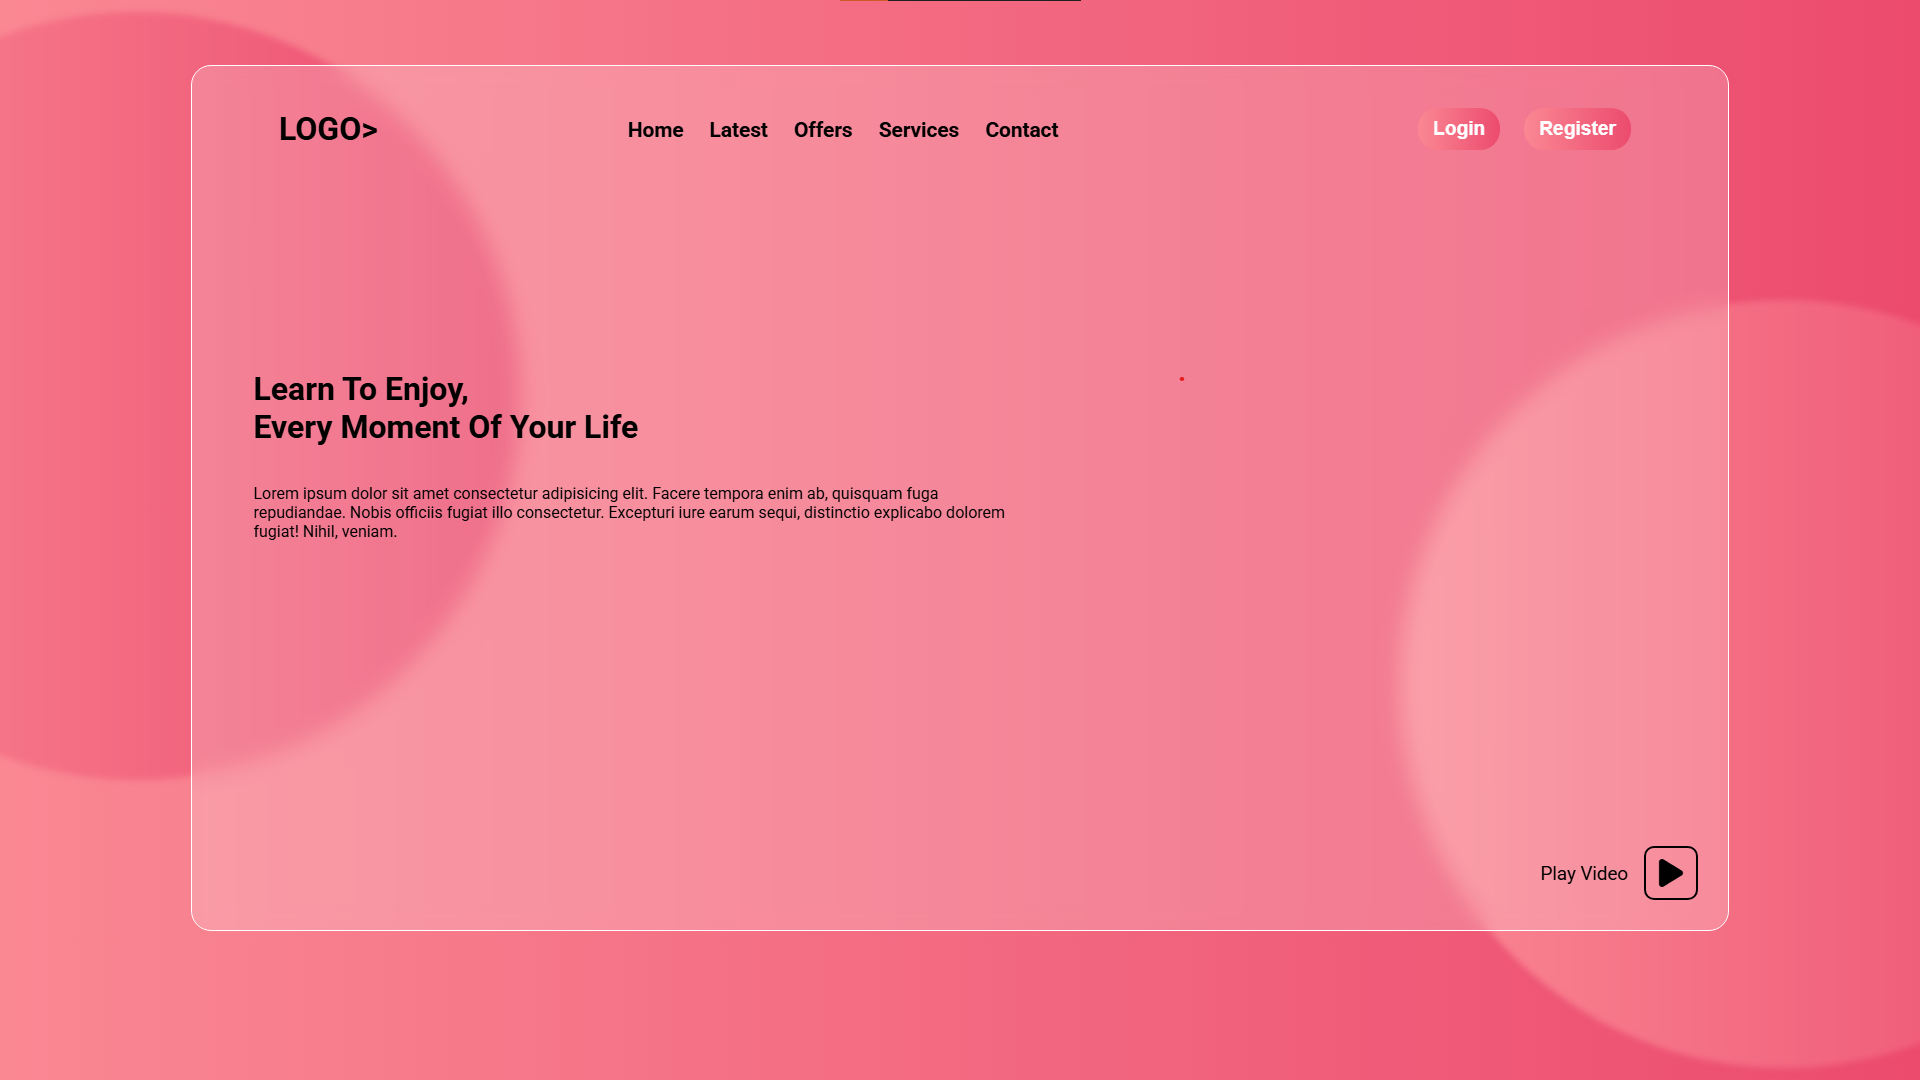 LOGO>
Home Latest Offers Services Contact
Login Register
Learn To Enjoy,
Every Moment Of Your Life
Lorem ipsum dolor sit amet consectetur adipisicing elit. Facere tempora enim ab, quisquam fuga
repudiandae. Nobis officiis fugiat illo consectetur. Excepturi iure earum sequi, distinctio explicabo dolorem
fugiat! Nihil, veniam.
Play Video